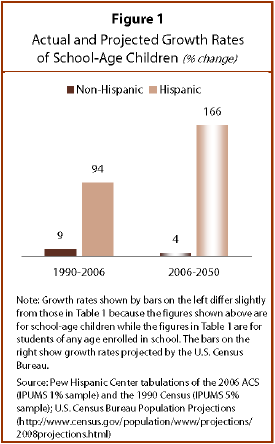 Figure 1
Actual and Projected Growth Rates
of School-Age Children (% change)
Non-Hispanic Hispanic
166
94
9
4
1990-2006 2006-2050
Note: Growth rates shown by bars on the left differ slightly
from those in Table 1 because the figures shown above are
for school-age children while the figures in Table 1 are for
students of any age enrolled in school. The bars on the
right show growth rates projected by the U.S. Census
Bureau.
Source: Pew Hispanic Center tabulations of the 2006 ACS
(IPUMS 1% sample) and the 1990 Census (IPUMS 5%
sample); U.S. Census Bureau Population Projections
(http://www.census.gov/population/www/projections/
2008projections.html)